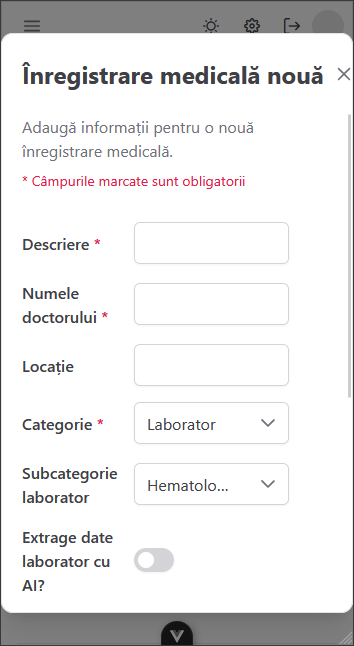 Înregistrare medicală nouă
Adaugă informații pentru o nouă
înregistrare medicală.
* Câmpurile marcate sunt obligatorii
Descriere *
Numele
doctorului *
Locație
Categorie *
Laborator
Subcategorie
laborator
Hematolo...
Extrage date
laborator cu
AI?